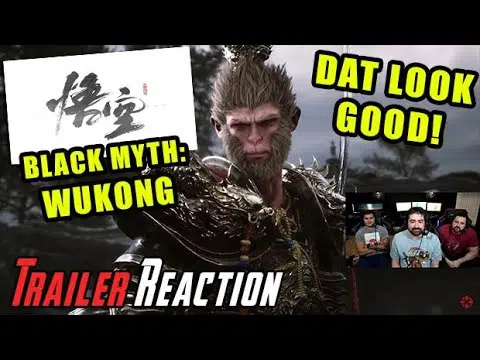 悟空
BLACK MYTH:
WUKONG
DAT LOOK
GOOD!
TRAILER REACTION